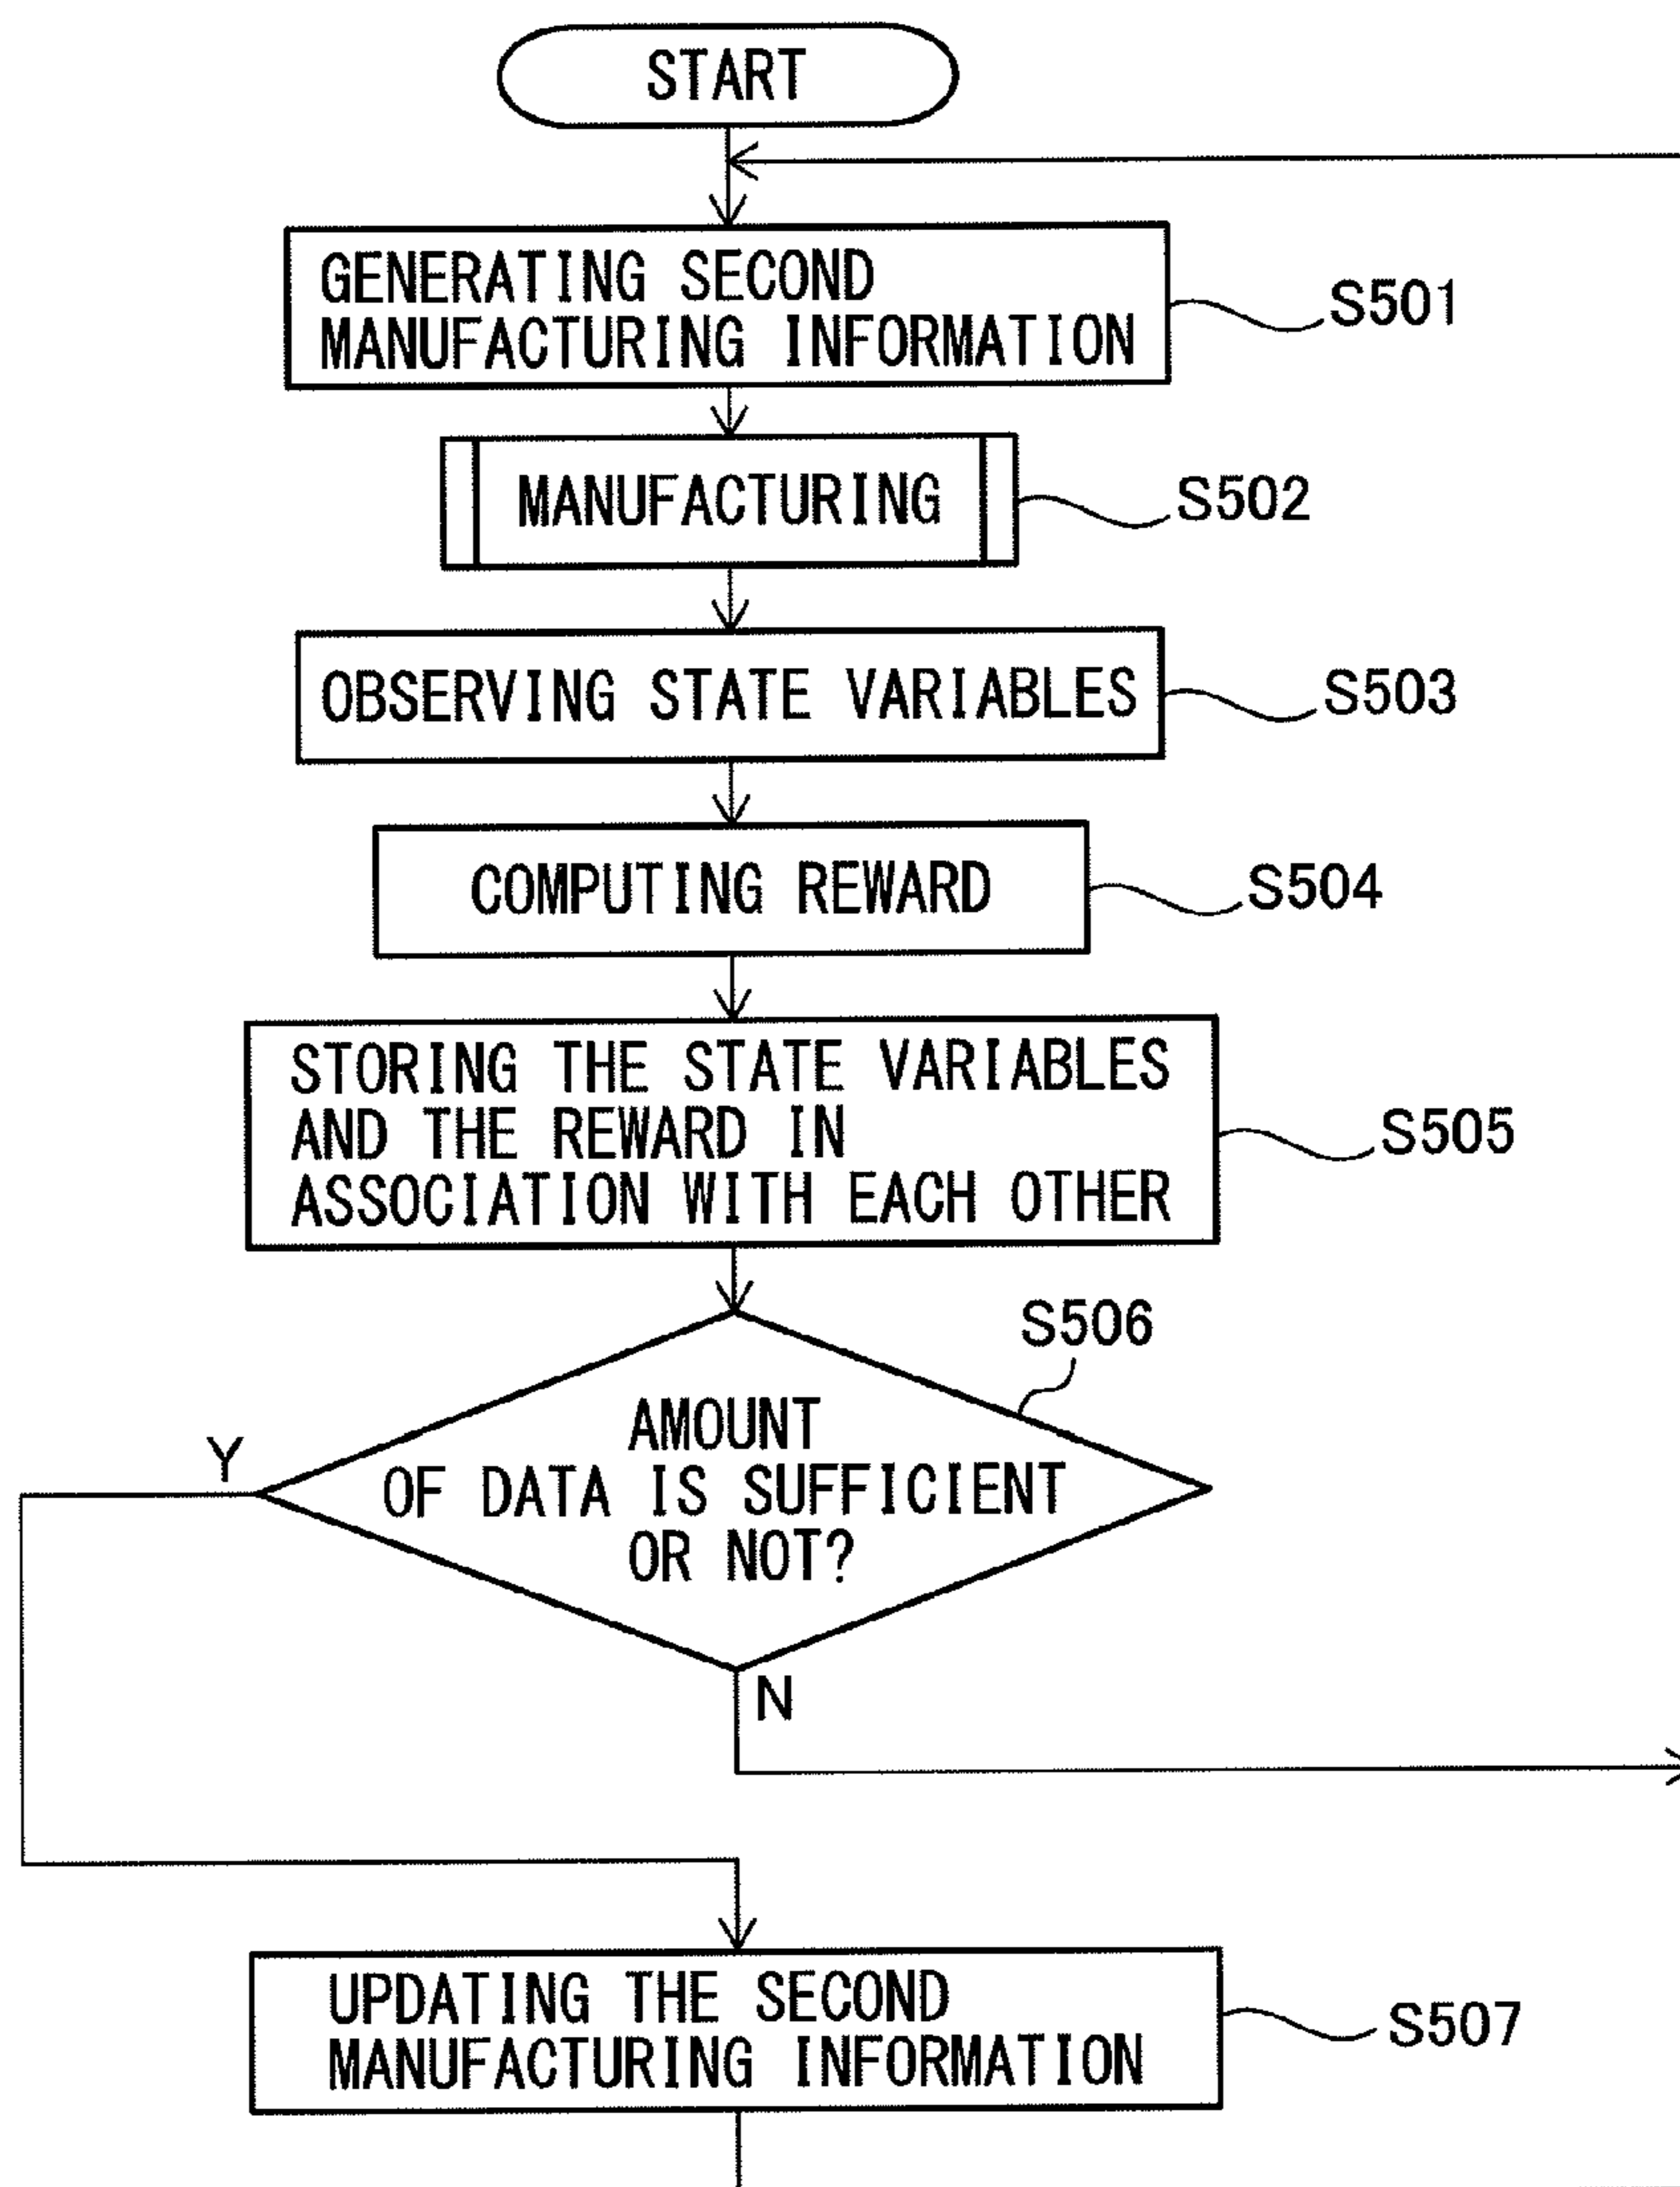 START
GENERATING SECOND
MANUFACTURING INFORMATION
S501
MANUFACTURING
S502
OBSERVING STATE VARIABLES
S503
COMPUTING REWARD
S504
STORING THE STATE VARIABLES
AND THE REWARD IN
ASSOCIATION WITH EACH OTHER
S505
S506
AMOUNT
OF DATA IS SUFFICIENT
OR NOT?
Y
N
UPDATING THE SECOND
MANUFACTURING INFORMATION
S507